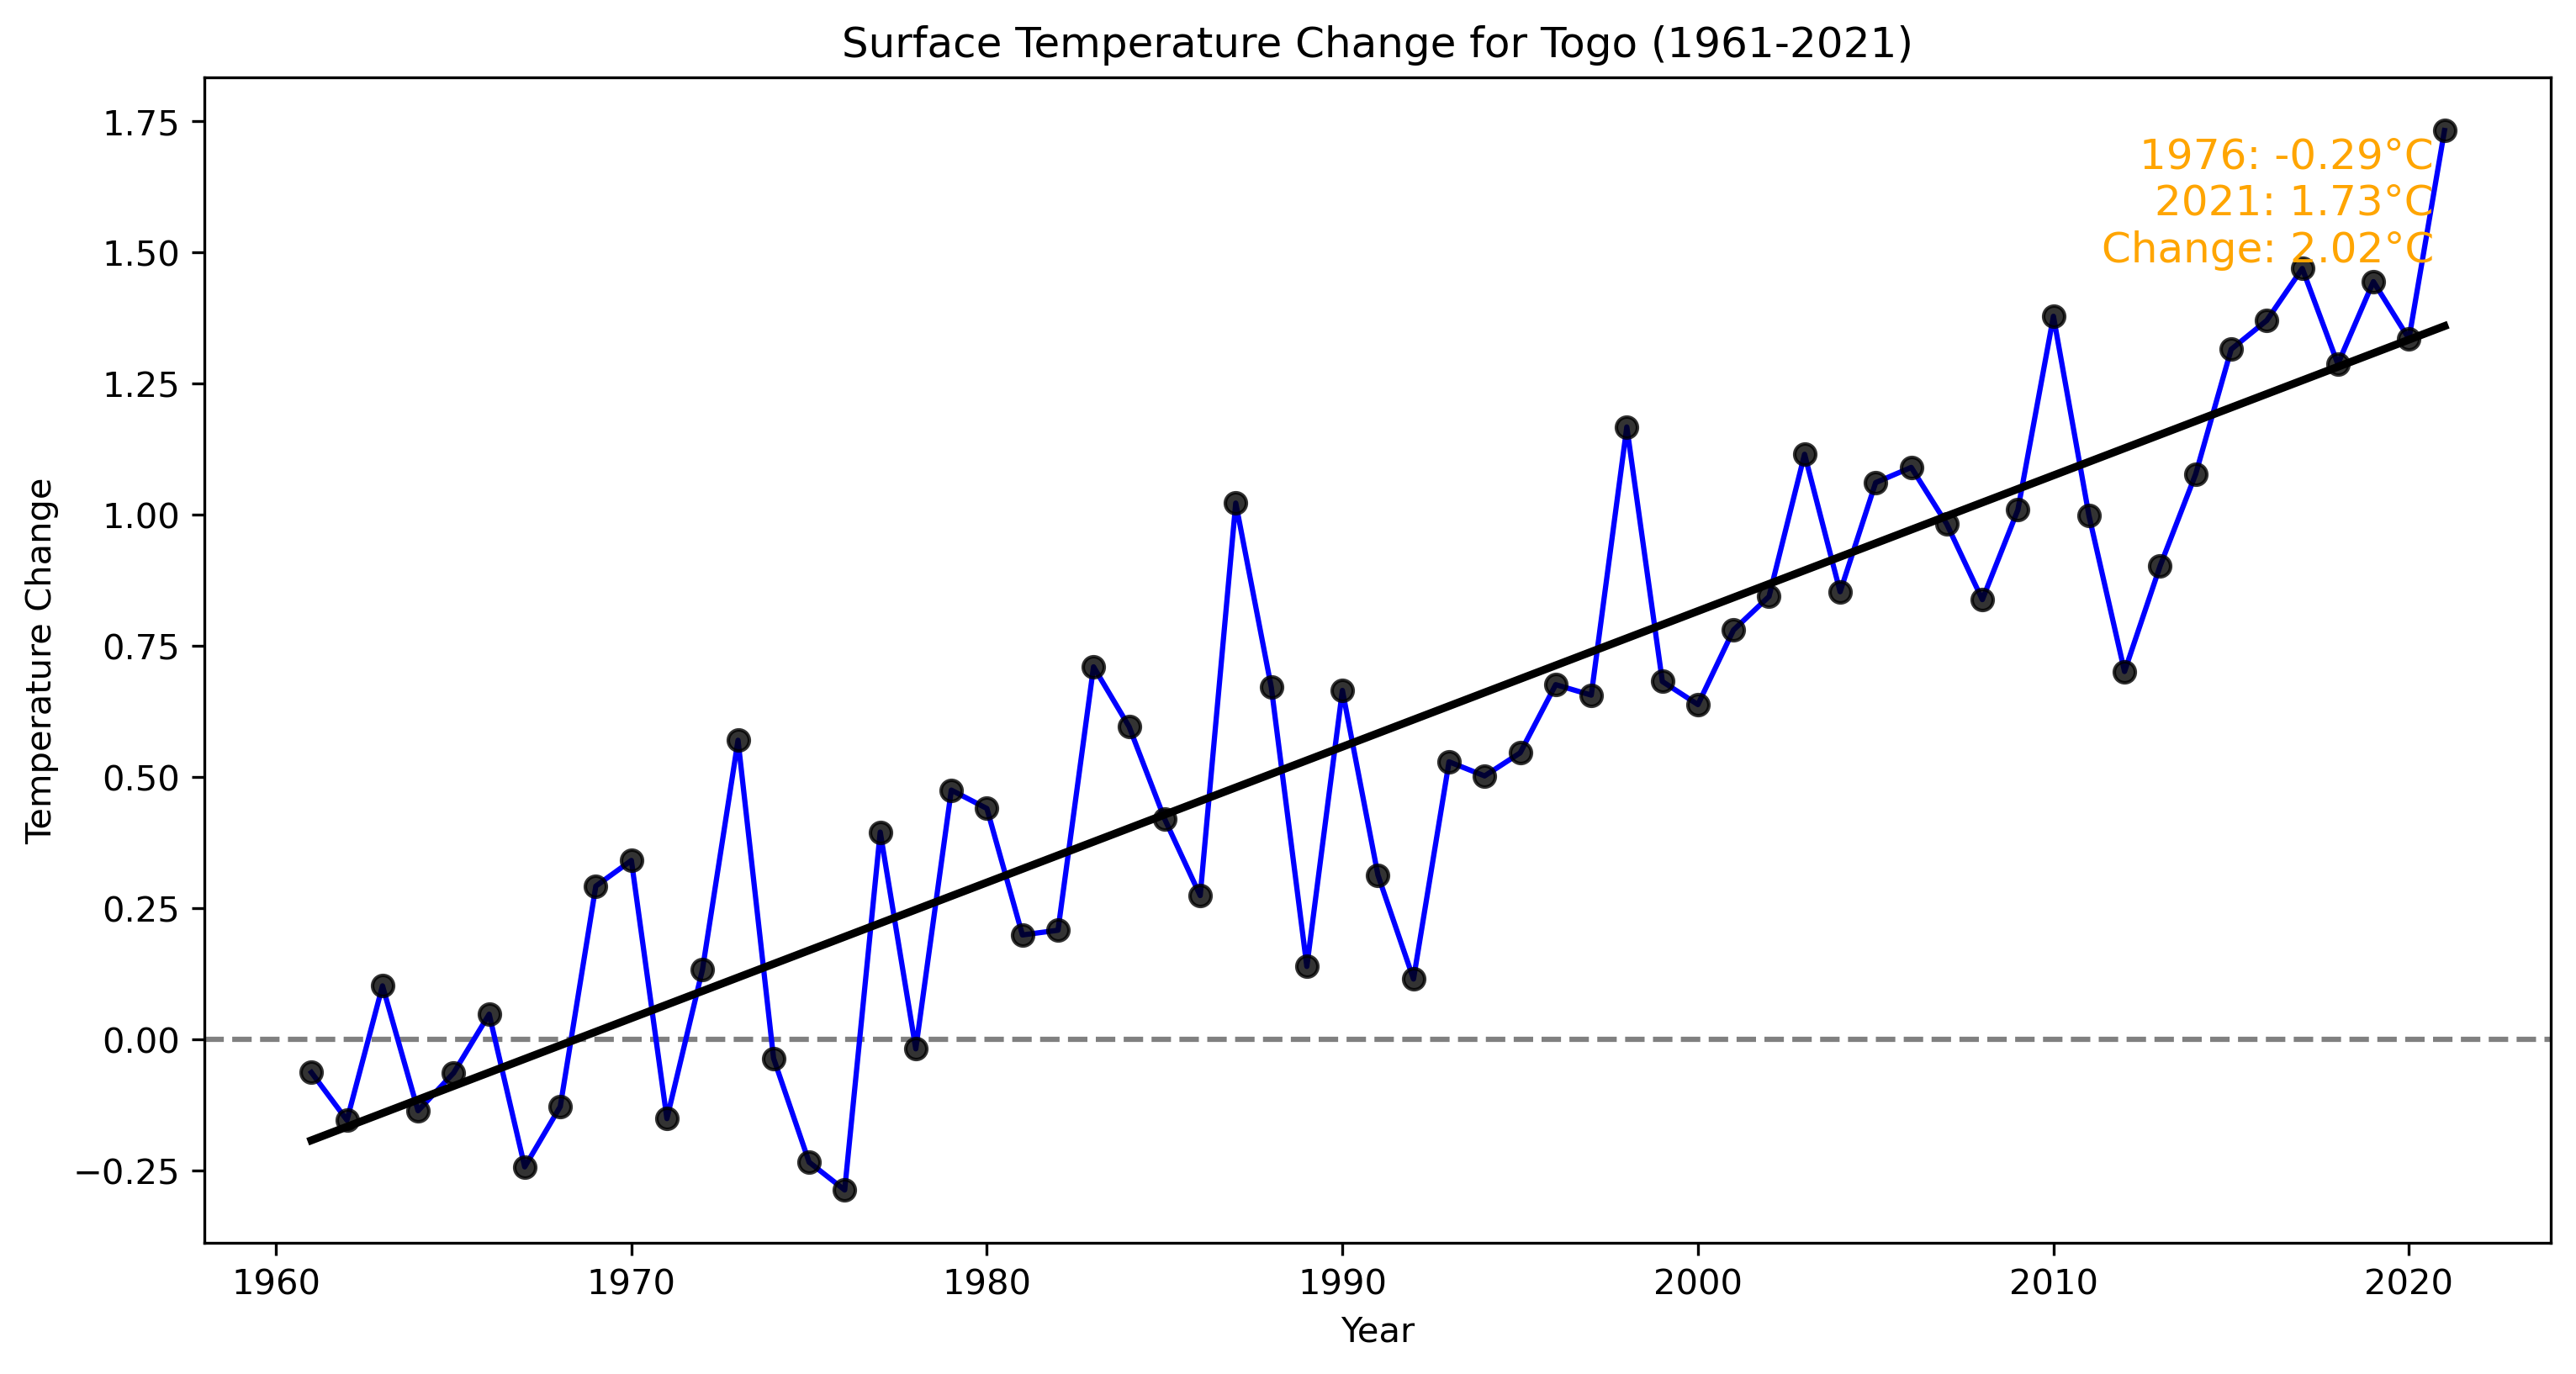 Surface Temperature Change for Togo (1961-2021)
1.75
1.50
1.25
1.00
0.75
0.50
0.25
0.00
−0.25
Temperature Change
1976: -0.29°C
2021: 1.73°C
Change: 2.02°C
1960 1970 1980 1990 2000 2010 2020
Year